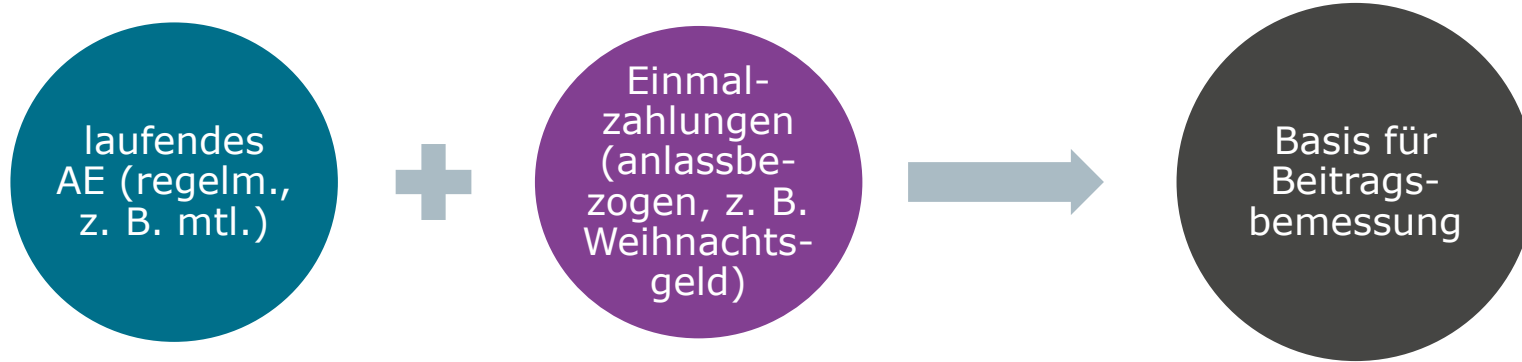 laufendes
AE (regelm.,
z. B. mtl.)
Einmal-
zahlungen
(anlassbe-
zogen, z. B.
Weihnachts-
geld)
Basis für
Beitrags-
bemessung